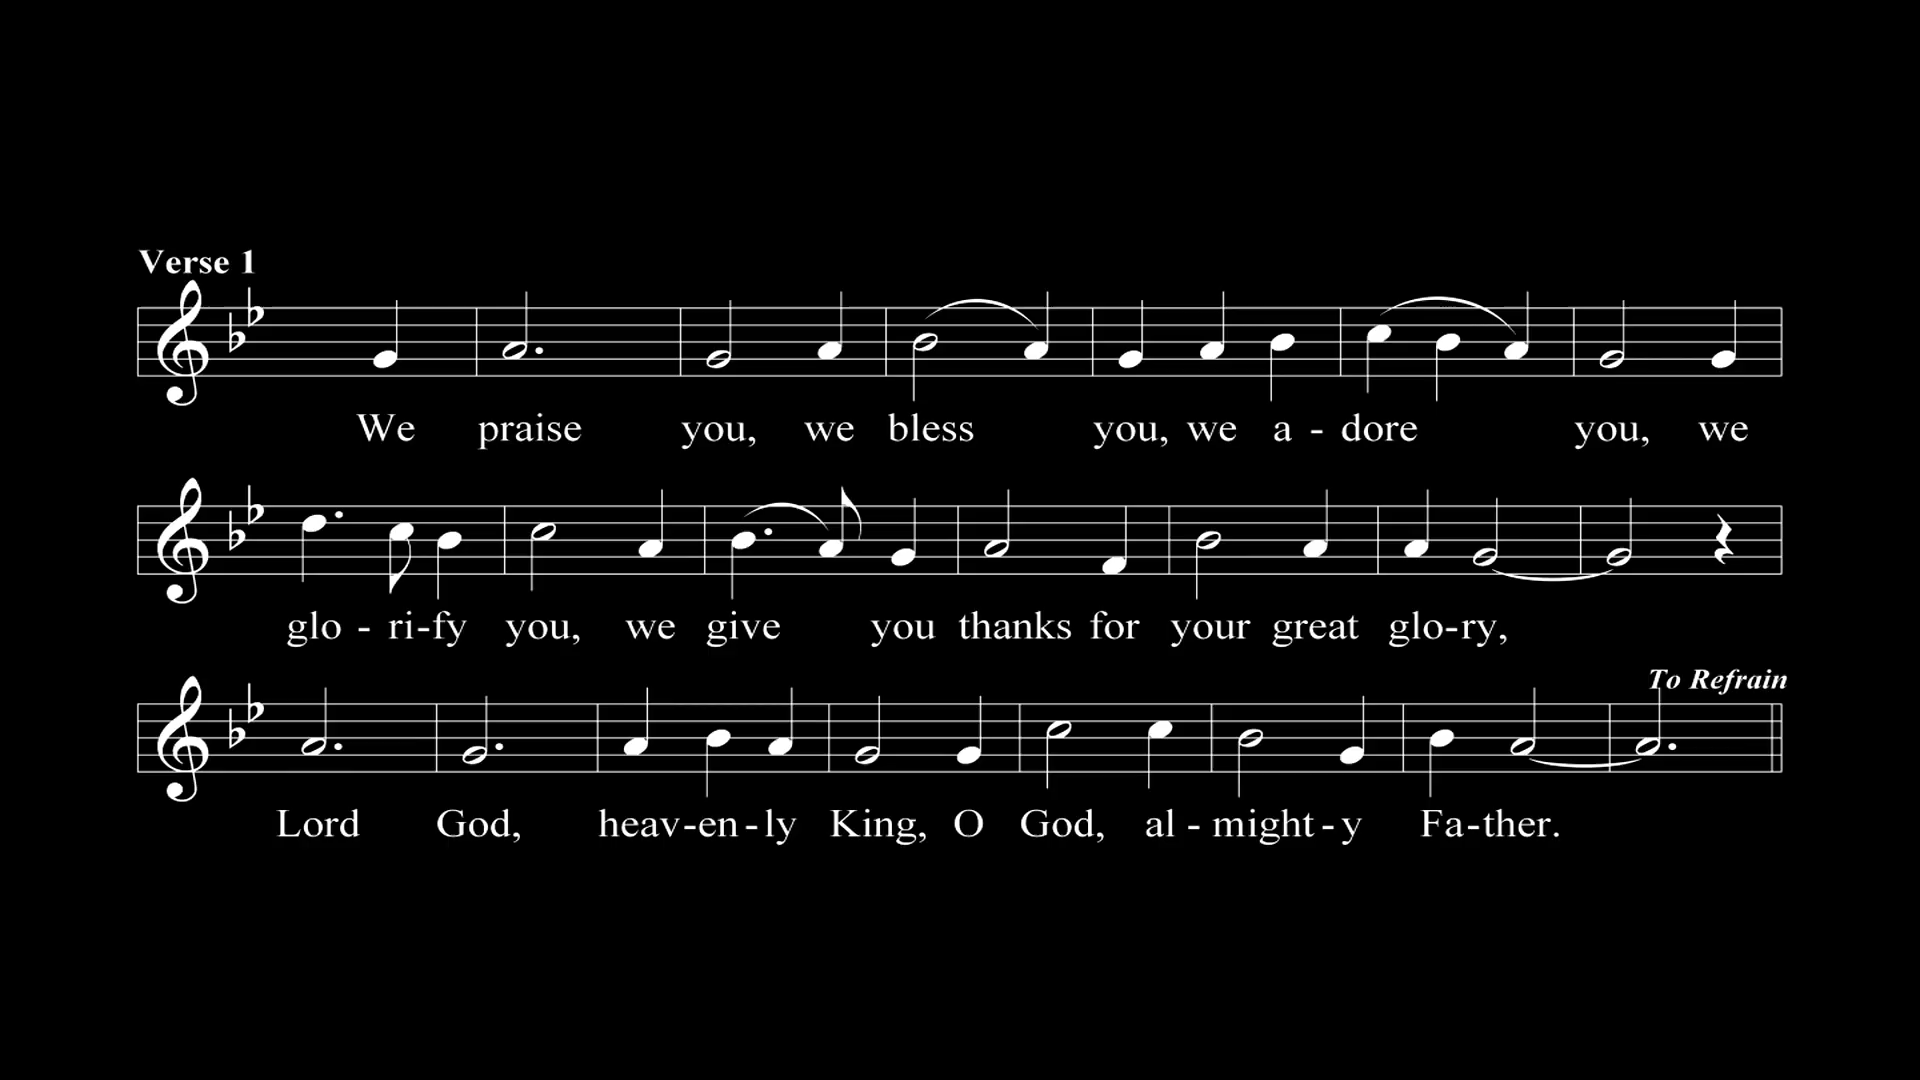 Verse 1
We praise you, we bless you, we a - dore you, we
glo - ri-fy you, we give you thanks for your great glo-ry,
To Refrain
Lord God, heav-en-ly King, O God, al-might-y Fa-ther.